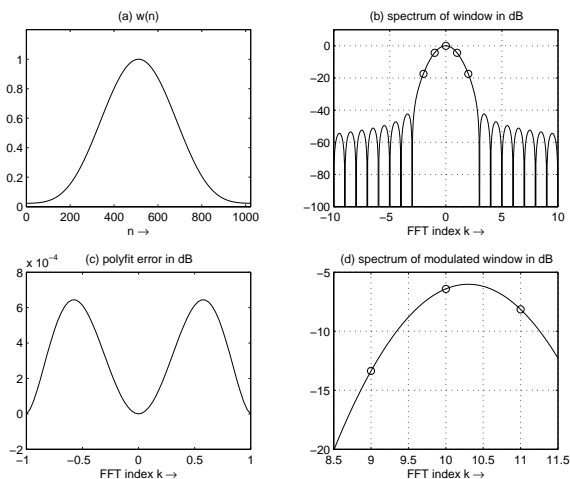 (a) w(n)
1
0.8
0.6
0.4
0.2
0
0 200 400 600 800 1000
n →
(b) spectrum of window in dB
0
−20
−40
−60
−80
−100
−10 −5 0 5 10
FFT index k →
(c) polyfit error in dB
x 10−4
8
6
4
2
0
−2
−1 −0.5 0 0.5 1
FFT index k →
(d) spectrum of modulated window in dB
−5
−10
−15
−20
8.5 9 9.5 10 10.5 11 11.5
FFT index k →